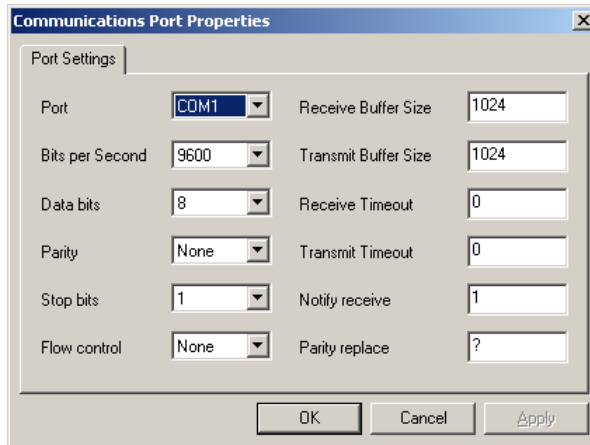 Communications Port Properties
Port Settings
Port COM1 Receive Buffer Size 1024
Bits per Second 9600 Transmit Buffer Size 1024
Data bits 8 Receive Timeout 0
Parity None Transmit Timeout 0
Stop bits 1 Notify receive 1
Flow control None Parity replace ?
OK Cancel Apply